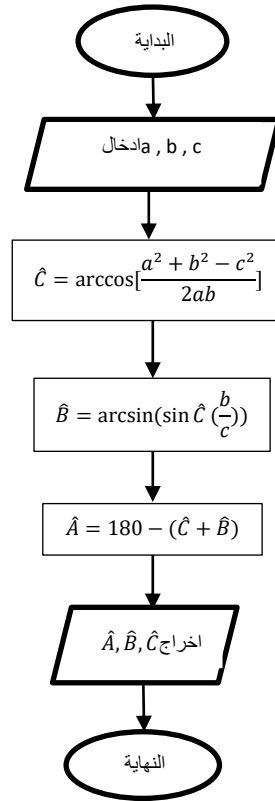 البداية
ادخال a , b , c
Ĉ = arccos[(a² + b² − c²)/(2ab)]
B̂ = arcsin(sin Ĉ (b/c))
Â = 180 − (Ĉ + B̂)
اخراج Â, B̂, Ĉ
النهاية